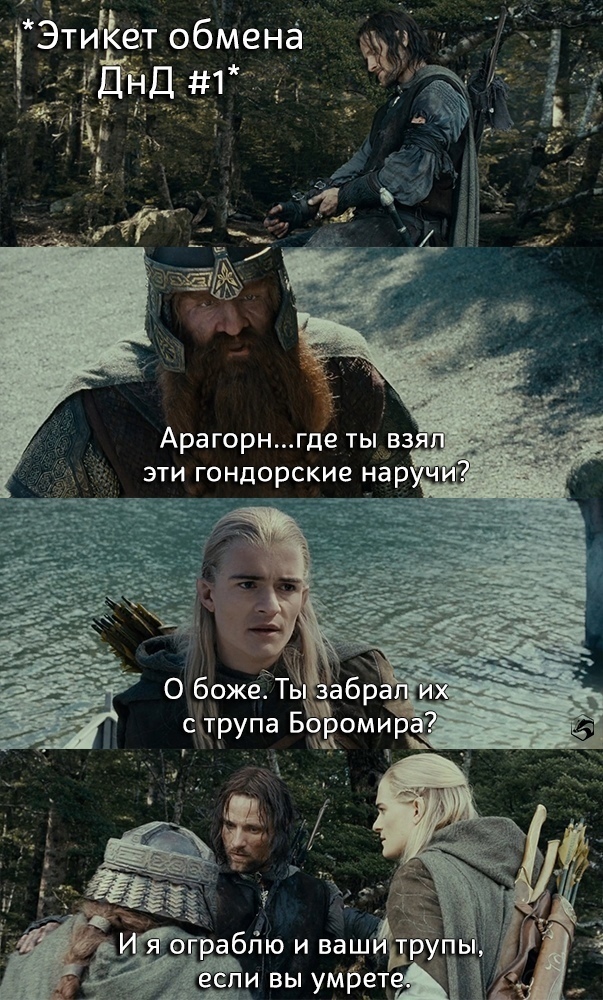 *Этикет обмена
ДнД #1*
Арагорн...где ты взял
эти гондорские наручи?
О боже. Ты забрал их
с трупа Боромира?
И я ограблю и ваши трупы,
если вы умрете.